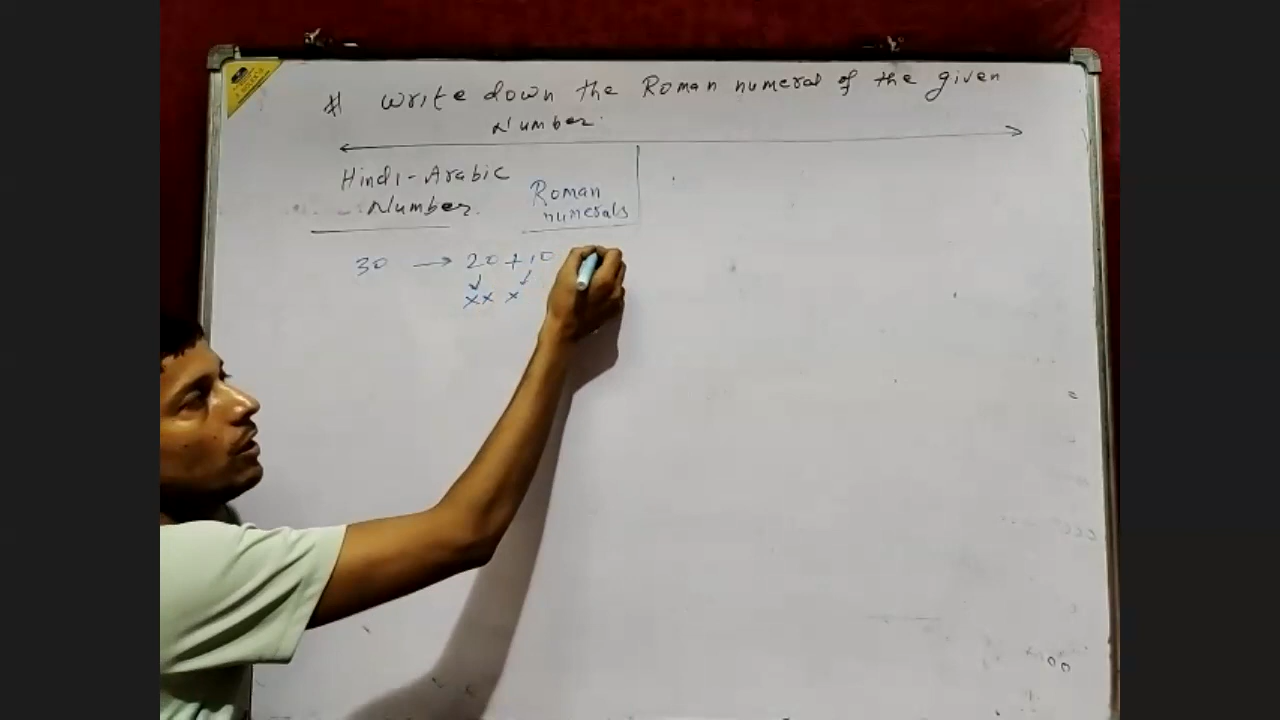 # Write down the Roman numeral of the given
Number.
Hindi-Arabic
Number.
Roman
numerals
30 → 20 + 10
xx x